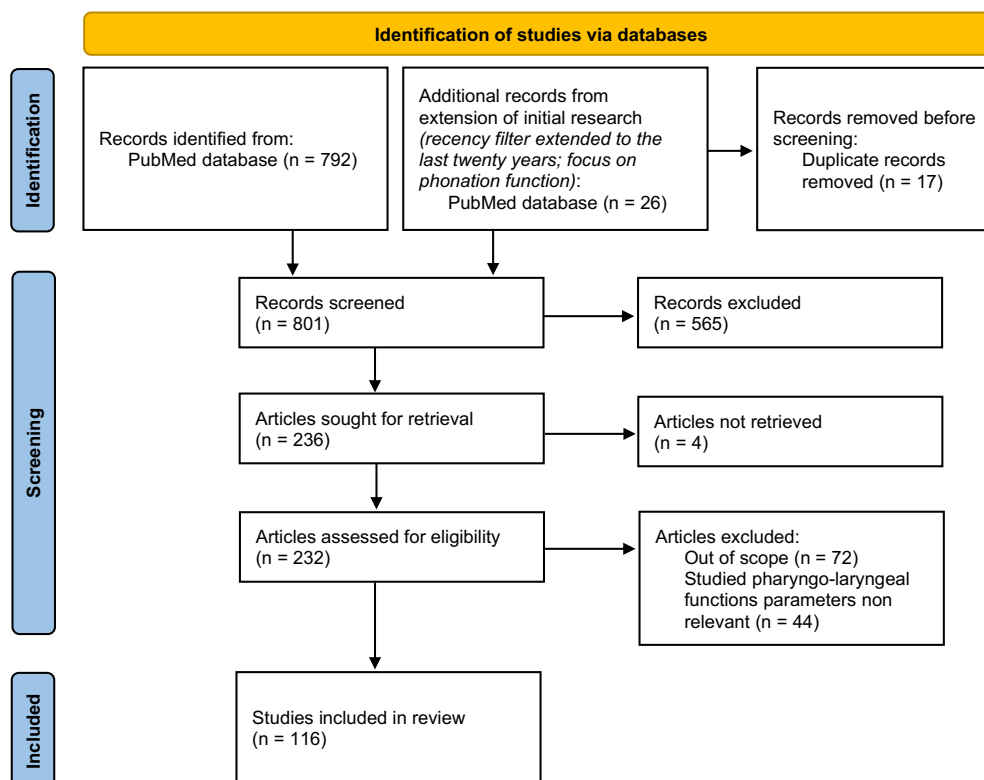 Identification of studies via databases
Identification
Records identified from:
PubMed database (n = 792)
Additional records from
extension of initial research
(recency filter extended to the
last twenty years; focus on
phonation function):
PubMed database (n = 26)
Records removed before
screening:
Duplicate records
removed (n = 17)
Screening
Records screened
(n = 801)
Records excluded
(n = 565)
Articles sought for retrieval
(n = 236)
Articles not retrieved
(n = 4)
Articles assessed for eligibility
(n = 232)
Articles excluded:
Out of scope (n = 72)
Studied pharyngo-laryngeal
functions parameters non
relevant (n = 44)
Included
Studies included in review
(n = 116)